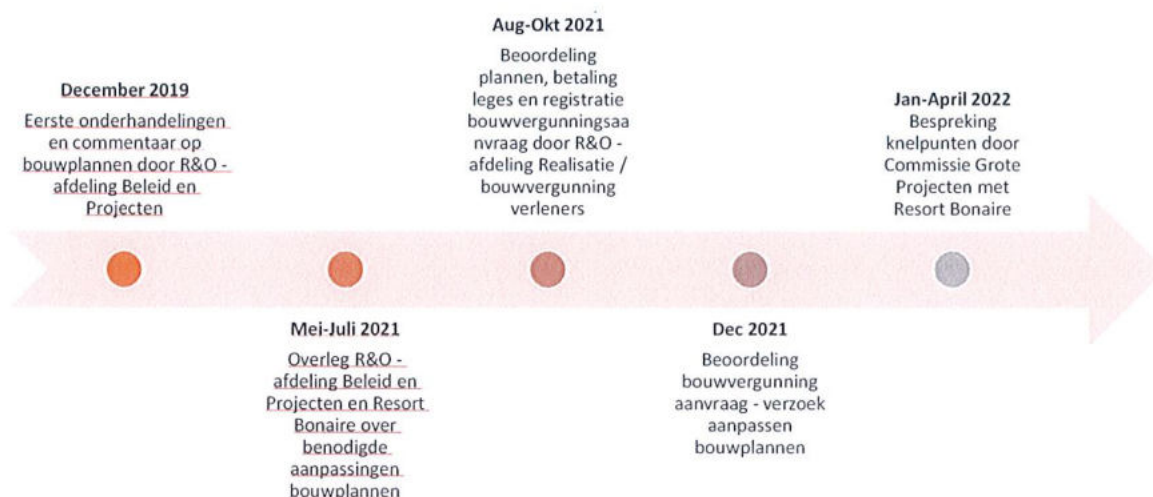 December 2019
Eerste onderhandelingen
en commentaar op
bouwplannen door R&O -
afdeling Beleid en
Projecten
Mei-Juli 2021
Overleg R&O -
afdeling Beleid en
Projecten en Resort
Bonaire over
benodigde
aanpassingen
bouwplannen
Aug-Okt 2021
Beoordeling
plannen, betaling
leges en registratie
bouwvergunningsaa
nvraag door R&O -
afdeling Realisatie /
bouwvergunning
verleners
Dec 2021
Beoordeling
bouwvergunning
aanvraag - verzoek
aanpassen
bouwplannen
Jan-April 2022
Bespreking
knelpunten door
Commissie Grote
Projecten met
Resort Bonaire